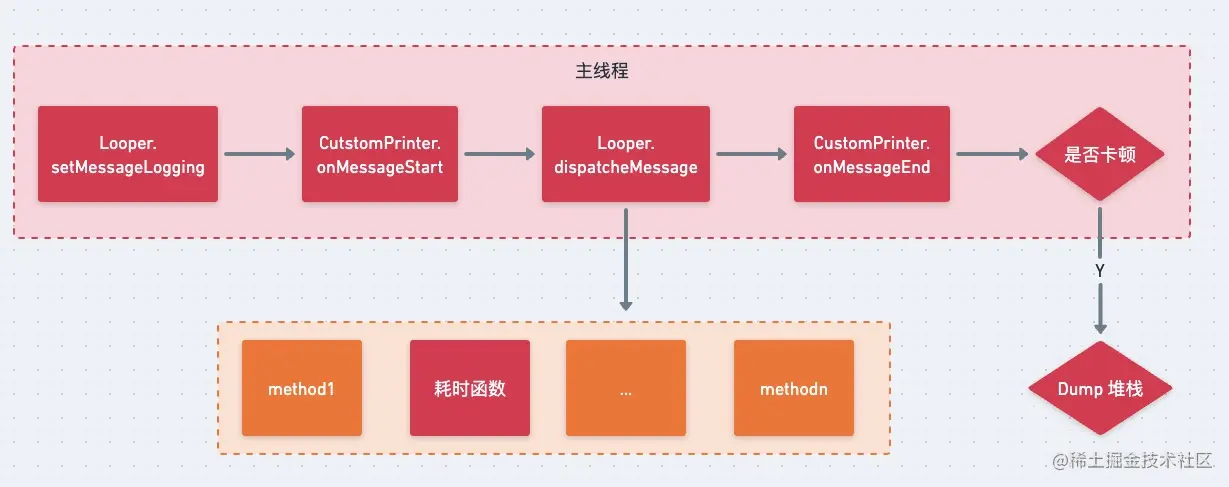 主线程
Looper.
setMessageLogging
CutstomPrinter.
onMessageStart
Looper.
dispatcheMessage
CustomPrinter.
onMessageEnd
是否卡顿
Y
method1
耗时函数
...
methodn
Dump 堆栈
@稀土掘金技术社区